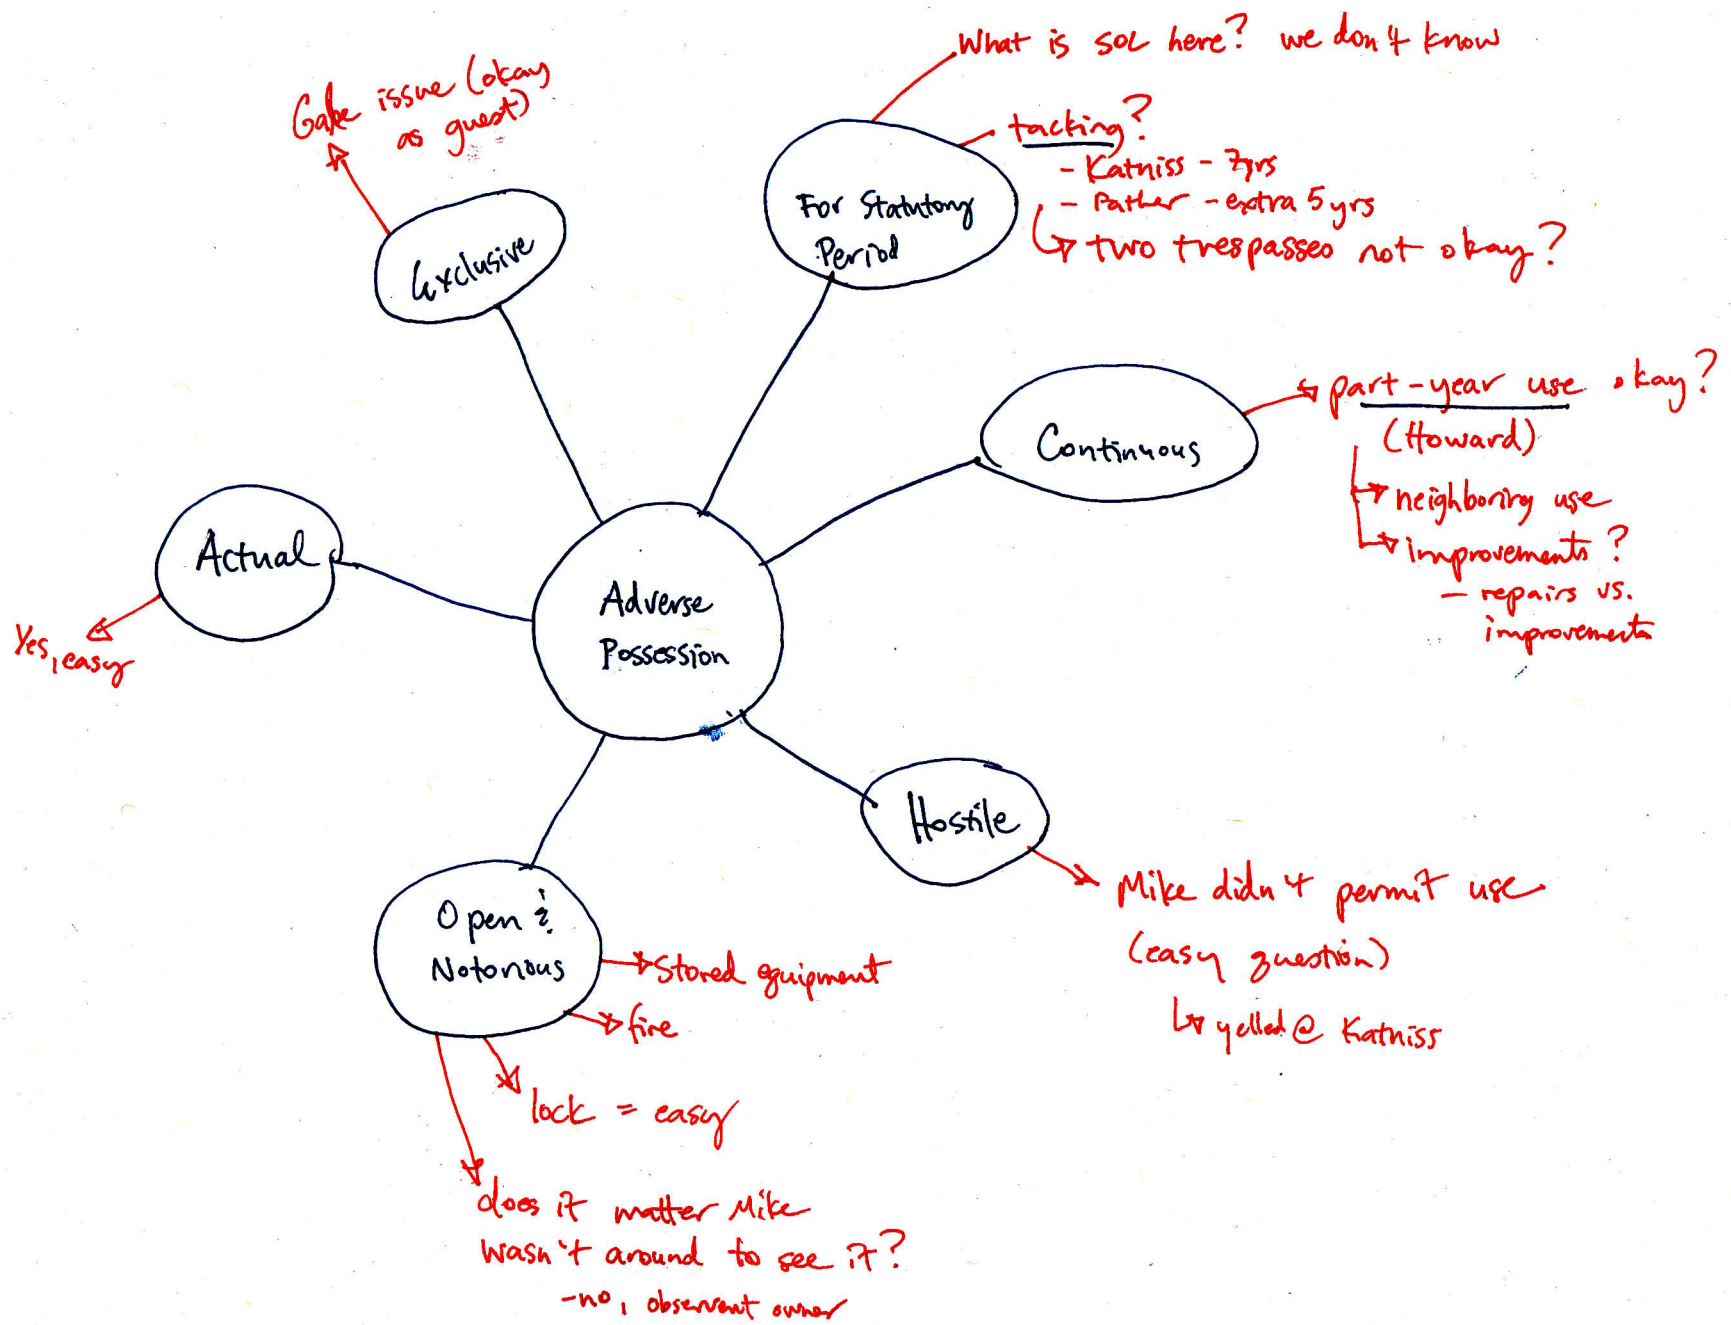 What is SOL here? we don't know
Gale issue (okay
as guest)
tacking?
- Katniss - 7yrs
- Father - extra 5 yrs
two trespasses not okay?
For Statutory
Period
Exclusive
part-year use okay?
(Howard)
neighboring use
improvements?
- repairs vs.
improvements
Continuous
Actual
Yes, easy
Adverse
Possession
Hostile
Mike didn't permit use
(easy question)
yelled @ Katniss
Open &
Notorious
Stored equipment
fire
lock = easy
does it matter Mike
wasn't around to see it?
- no, observant owner